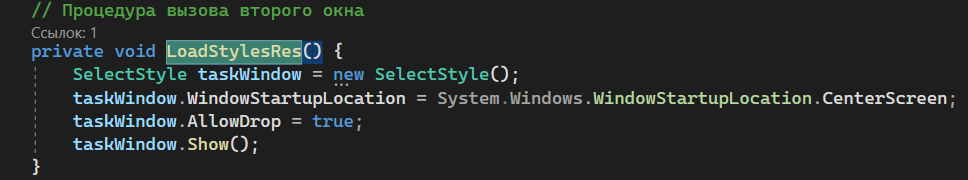 // Процедура вызова второго окна
Ссылок: 1
private void LoadStylesRes() {
SelectStyle taskWindow = new SelectStyle();
taskWindow.WindowStartupLocation = System.Windows.WindowStartupLocation.CenterScreen;
taskWindow.AllowDrop = true;
taskWindow.Show();
}